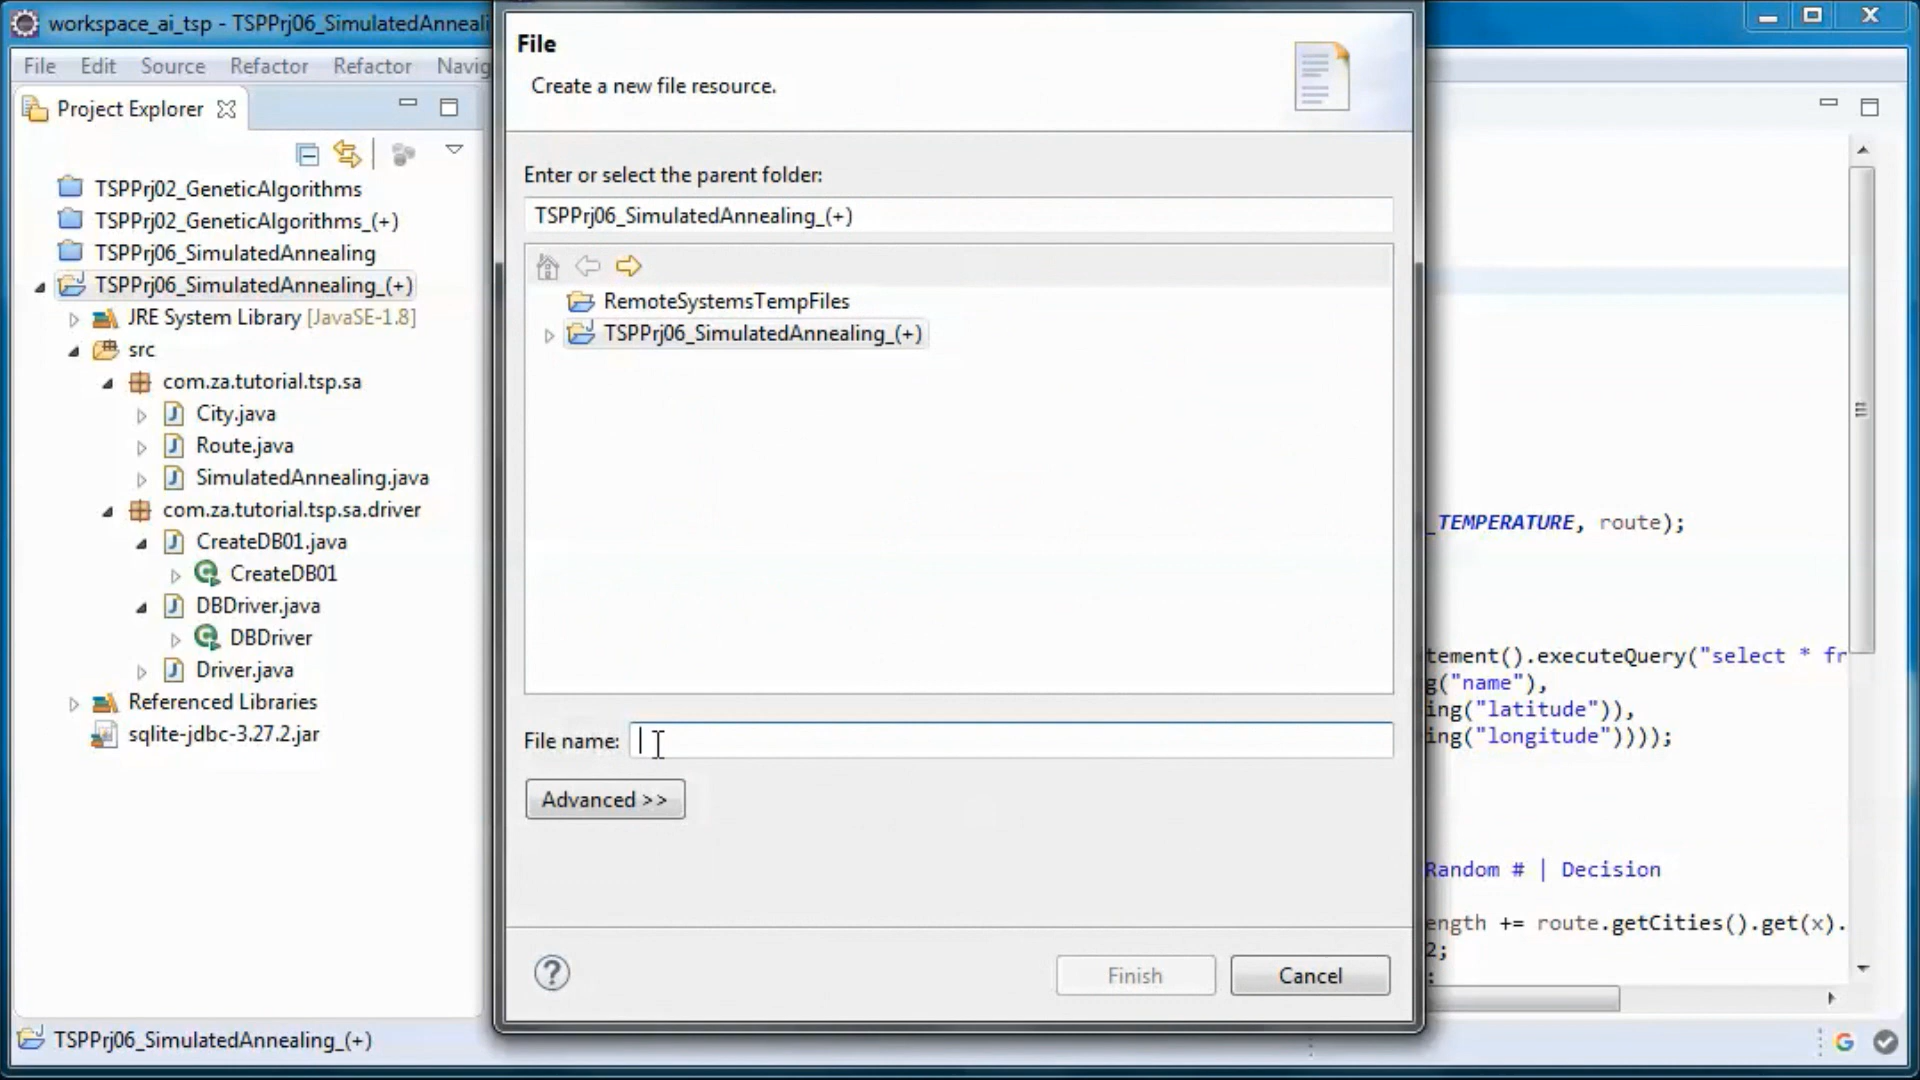 workspace_ai_tsp - TSPPrj06_SimulatedAnneali
File Edit Source Refactor Refactor Navig
Project Explorer
TSPPrj02_GeneticAlgorithms
TSPPrj02_GeneticAlgorithms_(+)
TSPPrj06_SimulatedAnnealing
TSPPrj06_SimulatedAnnealing_(+)
JRE System Library [JavaSE-1.8]
src
com.za.tutorial.tsp.sa
City.java
Route.java
SimulatedAnnealing.java
com.za.tutorial.tsp.sa.driver
CreateDB01.java
CreateDB01
DBDriver.java
DBDriver
Driver.java
Referenced Libraries
sqlite-jdbc-3.27.2.jar
TSPPrj06_SimulatedAnnealing_(+)
File
Create a new file resource.
Enter or select the parent folder:
TSPPrj06_SimulatedAnnealing_(+)
RemoteSystemsTempFiles
TSPPrj06_SimulatedAnnealing_(+)
File name:
Advanced >>
Finish Cancel
_TEMPERATURE, route);
tement().executeQuery("select * fr
g("name"),
ing("latitude")),
ing("longitude"))));
Random # | Decision
ength += route.getCities().get(x).
2;
: